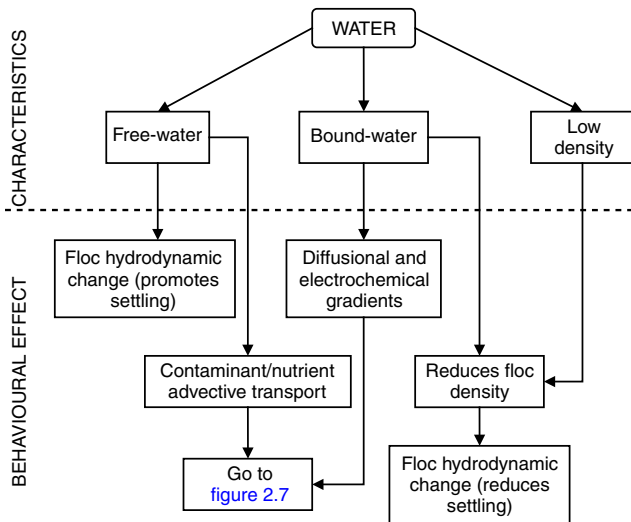 WATER
CHARACTERISTICS
Free-water
Bound-water
Low
density
BEHAVIOURAL EFFECT
Floc hydrodynamic
change (promotes
settling)
Diffusional and
electrochemical
gradients
Contaminant/nutrient
advective transport
Reduces floc
density
Go to
figure 2.7
Floc hydrodynamic
change (reduces
settling)